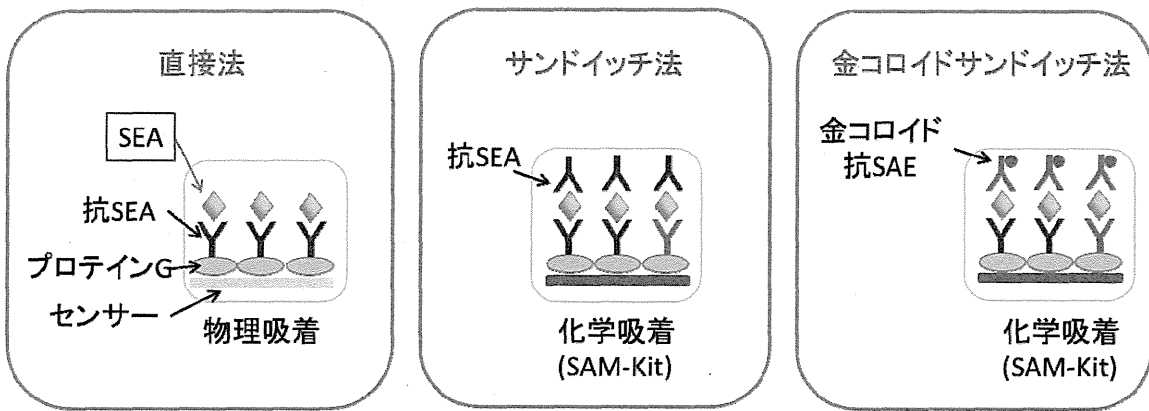 直接法
SEA
抗SEA
プロテインG
センサー
物理吸着
サンドイッチ法
抗SEA
化学吸着
(SAM-Kit)
金コロイドサンドイッチ法
金コロイド
抗SAE
化学吸着
(SAM-Kit)